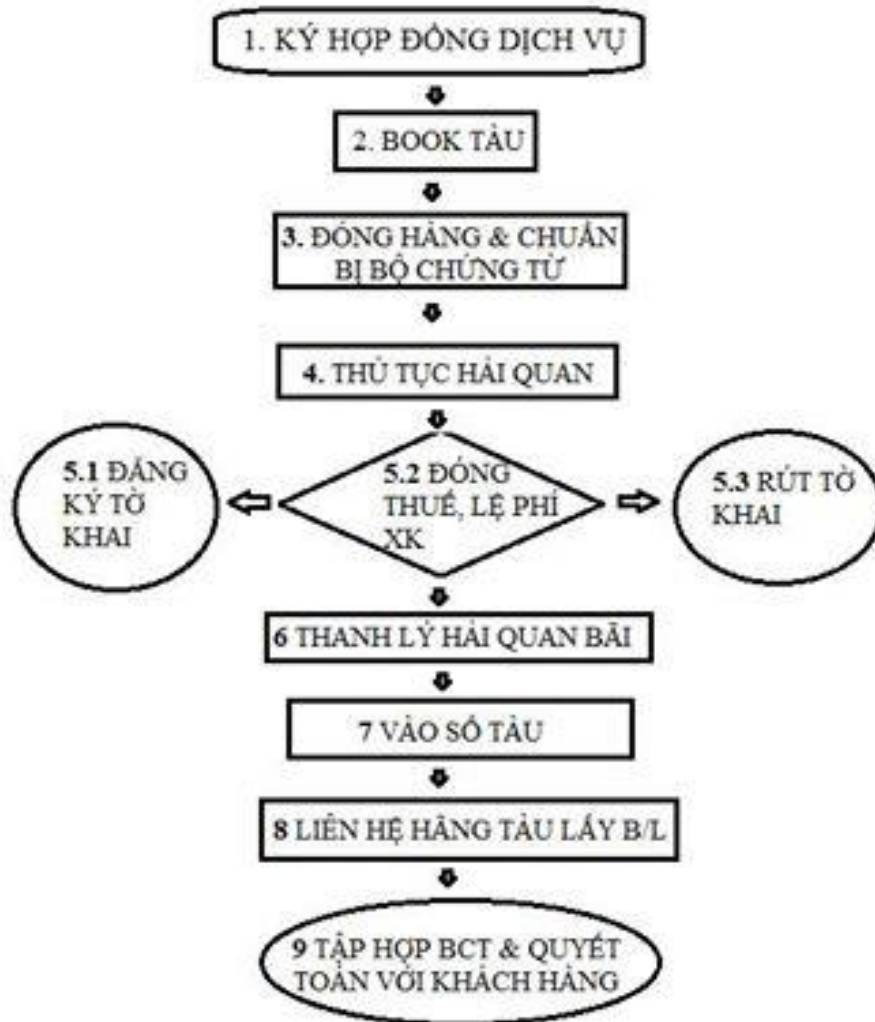 1. KÝ HỢP ĐỒNG DỊCH VỤ
2. BOOK TÀU
3. ĐÓNG HÀNG & CHUẨN
BỊ BỘ CHỨNG TỪ
4. THỦ TỤC HẢI QUAN
5.1 ĐĂNG
KÝ TỜ
KHAI
5.2 ĐÓNG
THUẾ, LỆ PHÍ
XK
5.3 RÚT TỜ
KHAI
6 THANH LÝ HẢI QUAN BÃI
7 VÀO SỔ TÀU
8 LIÊN HỆ HÃNG TÀU LẤY B/L
9 TẬP HỢP BCT & QUYẾT
TOÁN VỚI KHÁCH HÀNG